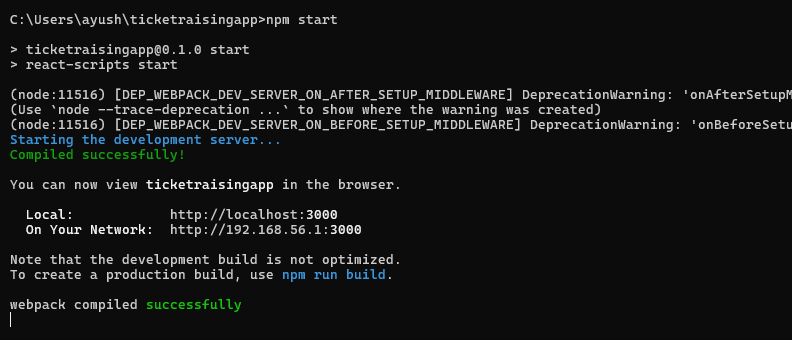 C:\Users\ayush\ticketraisingapp>npm start
> ticketraisingapp@0.1.0 start
> react-scripts start
(node:11516) [DEP_WEBPACK_DEV_SERVER_ON_AFTER_SETUP_MIDDLEWARE] DeprecationWarning: 'onAfterSetupM
(Use `node --trace-deprecation ...` to show where the warning was created)
(node:11516) [DEP_WEBPACK_DEV_SERVER_ON_BEFORE_SETUP_MIDDLEWARE] DeprecationWarning: 'onBeforeSetu
Starting the development server...
Compiled successfully!
You can now view ticketraisingapp in the browser.
Local: http://localhost:3000
On Your Network: http://192.168.56.1:3000
Note that the development build is not optimized.
To create a production build, use npm run build.
webpack compiled successfully